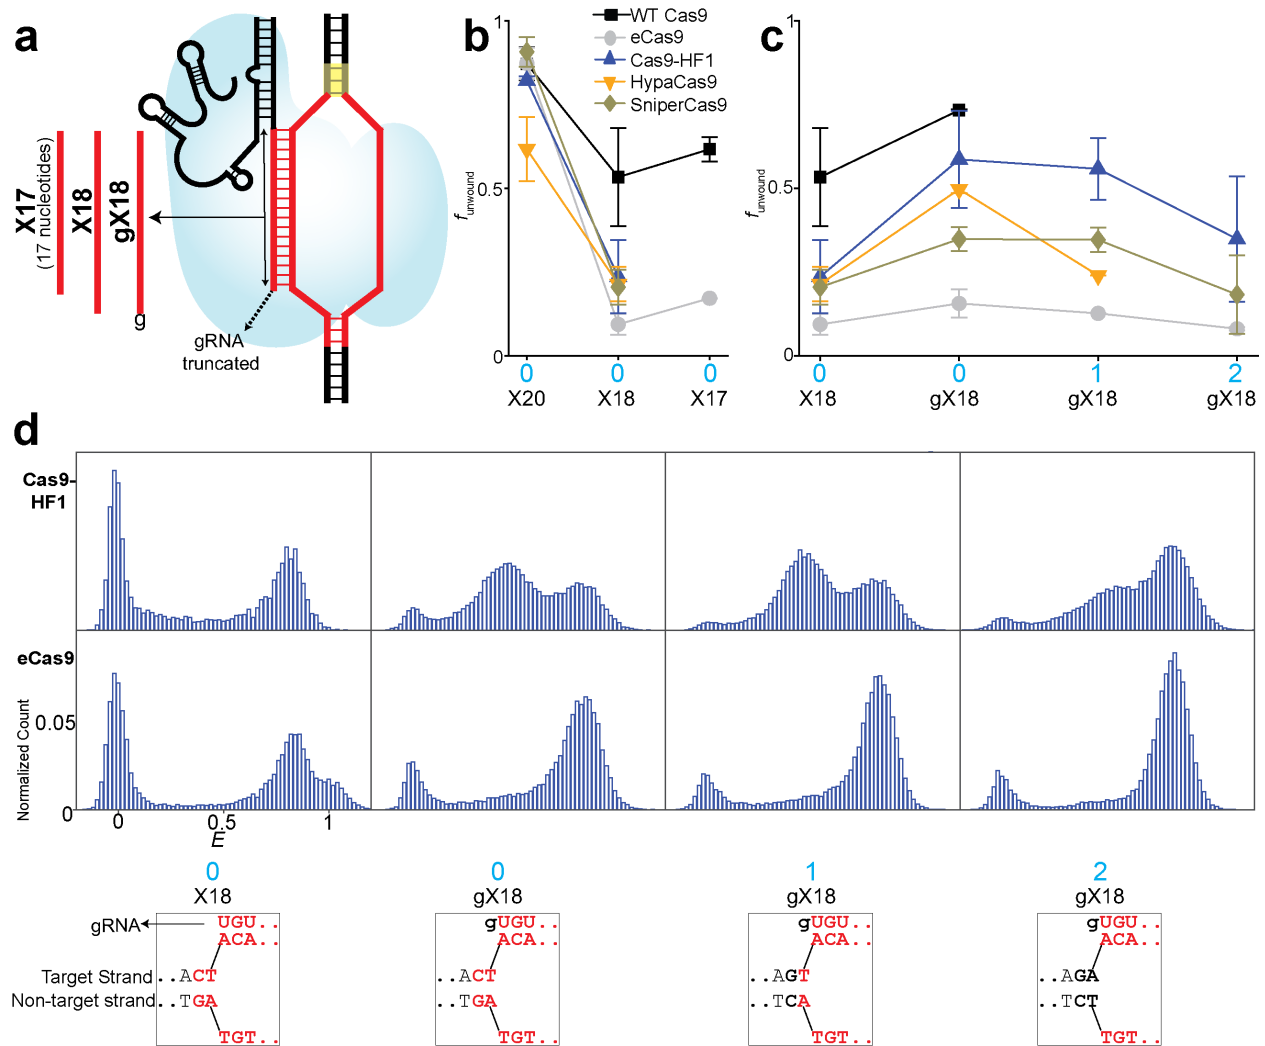 a
X17
(17 nucleotides)
X18
gX18
g
gRNA
truncated
b
WT Cas9
eCas9
Cas9-HF1
HypaCas9
SniperCas9
1
0.5
0
funwound
0 0 0
X20 X18 X17
c
1
0.5
0
funwound
0 0 1 2
X18 gX18 gX18 gX18
d
Cas9-
HF1
eCas9
Normalized Count
0.05
0
0 0.5 1
E
0 0 1 2
X18 gX18 gX18 gX18
gRNA UGU.. gUGU.. gUGU.. gUGU..
ACA.. ACA.. ACA.. ACA..
Target Strand ..ACT ..ACT ..AGT ..AGA
Non-target strand ..TGA ..TGA ..TCA ..TCT
TGT.. TGT.. TGT.. TGT..